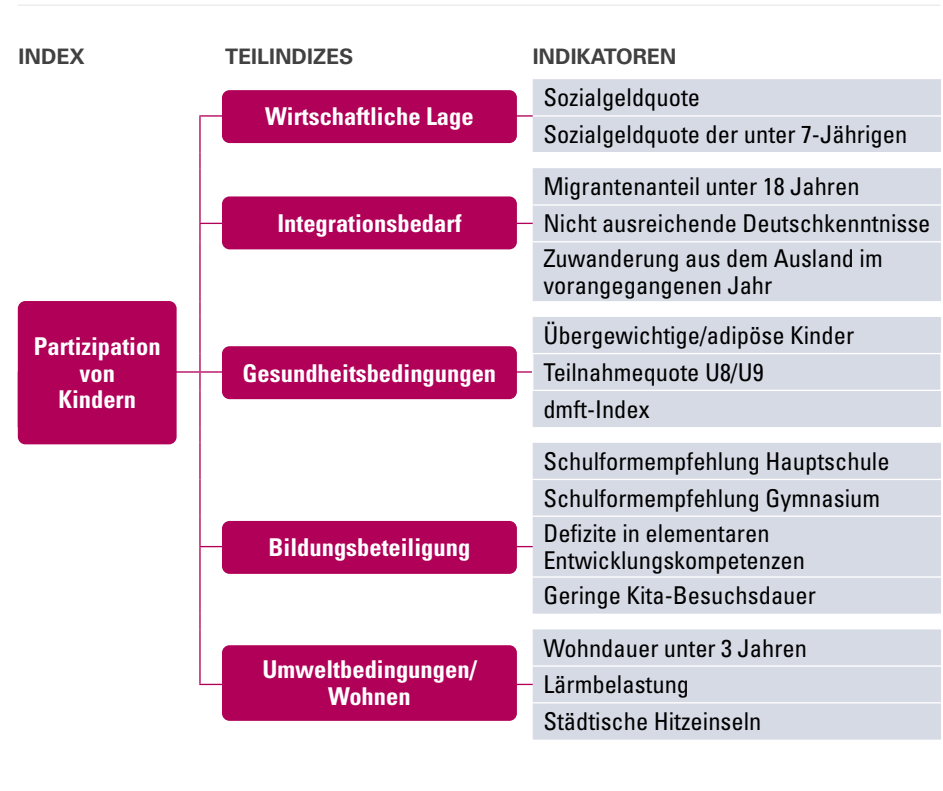 INDEX
TEILINDIZES
INDIKATOREN
Partizipation
von
Kindern
Wirtschaftliche Lage
Sozialgeldquote
Sozialgeldquote der unter 7-Jährigen
Integrationsbedarf
Migrantenanteil unter 18 Jahren
Nicht ausreichende Deutschkenntnisse
Zuwanderung aus dem Ausland im
vorangegangenen Jahr
Gesundheitsbedingungen
Übergewichtige/adipöse Kinder
Teilnahmequote U8/U9
dmft-Index
Bildungsbeteiligung
Schulformempfehlung Hauptschule
Schulformempfehlung Gymnasium
Defizite in elementaren
Entwicklungskompetenzen
Geringe Kita-Besuchsdauer
Umweltbedingungen/
Wohnen
Wohndauer unter 3 Jahren
Lärmbelastung
Städtische Hitzeinseln